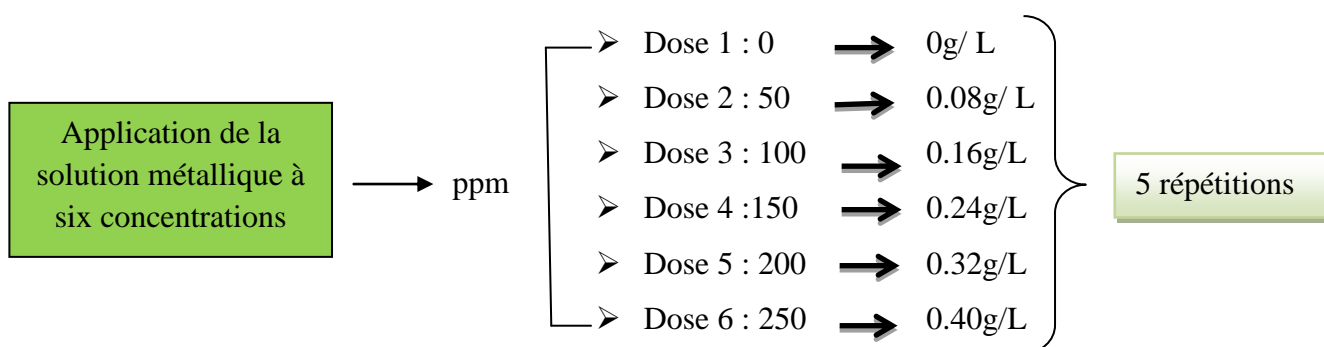 Application de la
solution métallique à
six concentrations
ppm
Dose 1 : 0 0g/ L
Dose 2 : 50 0.08g/ L
Dose 3 : 100 0.16g/L
Dose 4 :150 0.24g/L
Dose 5 : 200 0.32g/L
Dose 6 : 250 0.40g/L
5 répétitions